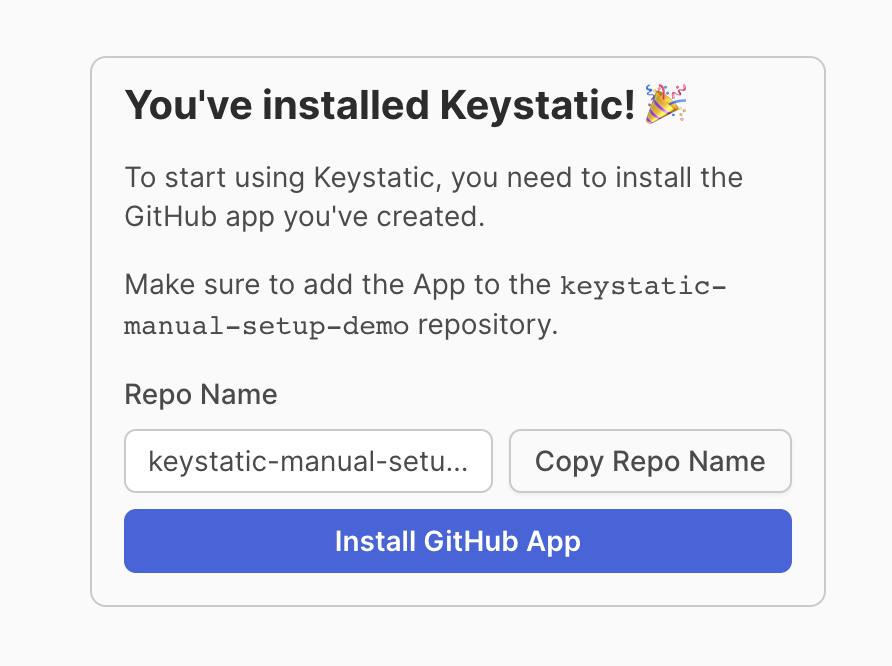 You've installed Keystatic! 🎉
To start using Keystatic, you need to install the
GitHub app you've created.
Make sure to add the App to the keystatic-
manual-setup-demo repository.
Repo Name
keystatic-manual-setu...
Copy Repo Name
Install GitHub App